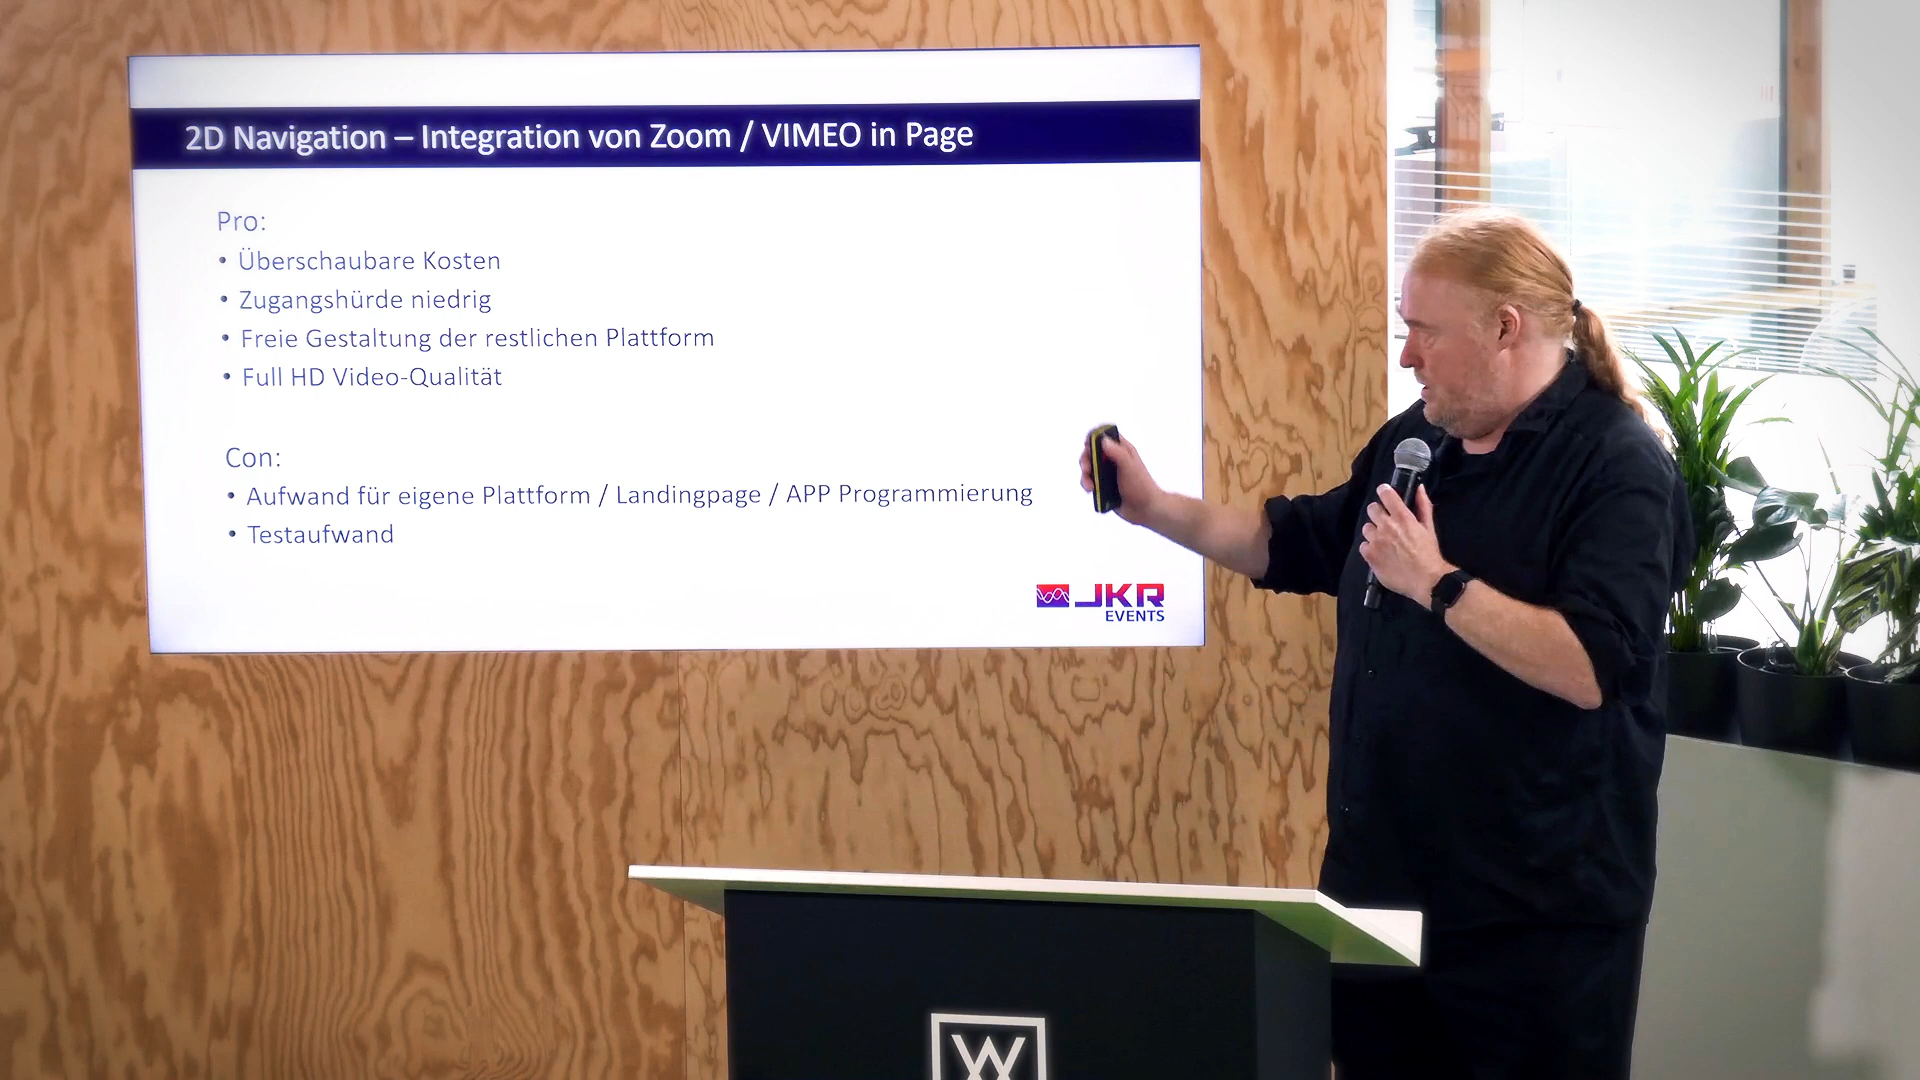 2D Navigation – Integration von Zoom / VIMEO in Page
Pro:
• Überschaubare Kosten
• Zugangshürde niedrig
• Freie Gestaltung der restlichen Plattform
• Full HD Video-Qualität
Con:
• Aufwand für eigene Plattform / Landingpage / APP Programmierung
• Testaufwand
JKR
EVENTS
W